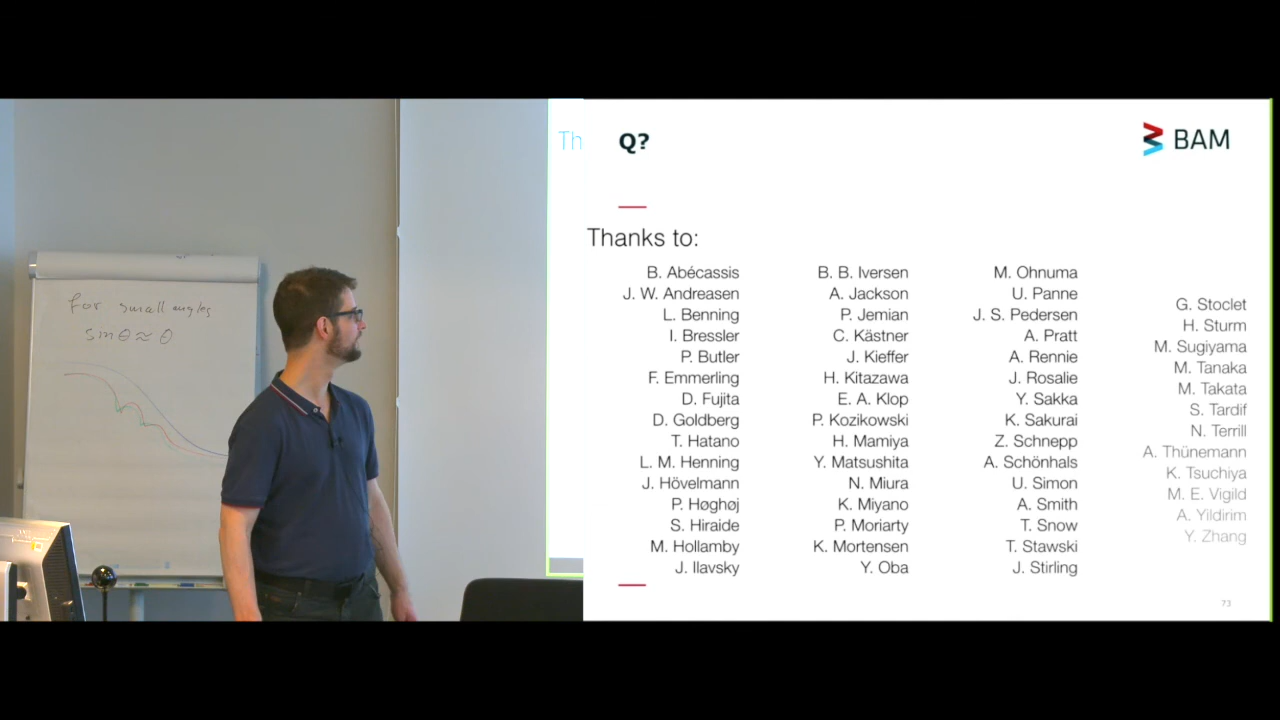 For small angles
sin θ ≈ θ
Th
Q?
BAM
Thanks to:
B. Abécassis
J. W. Andreasen
L. Benning
I. Bressler
P. Butler
F. Emmerling
D. Fujita
D. Goldberg
T. Hatano
L. M. Henning
J. Hövelmann
P. Høghøj
S. Hiraide
M. Hollamby
J. Ilavsky
B. B. Iversen
A. Jackson
P. Jemian
C. Kästner
J. Kieffer
H. Kitazawa
E. A. Klop
P. Kozikowski
H. Mamiya
Y. Matsushita
N. Miura
K. Miyano
P. Moriarty
K. Mortensen
Y. Oba
M. Ohnuma
U. Panne
J. S. Pedersen
A. Pratt
A. Rennie
J. Rosalie
Y. Sakka
K. Sakurai
Z. Schnepp
A. Schönhals
U. Simon
A. Smith
T. Snow
T. Stawski
J. Stirling
G. Stoclet
H. Sturm
M. Sugiyama
M. Tanaka
M. Takata
S. Tardif
N. Terrill
A. Thünemann
K. Tsuchiya
M. E. Vigild
A. Yildirim
Y. Zhang
73